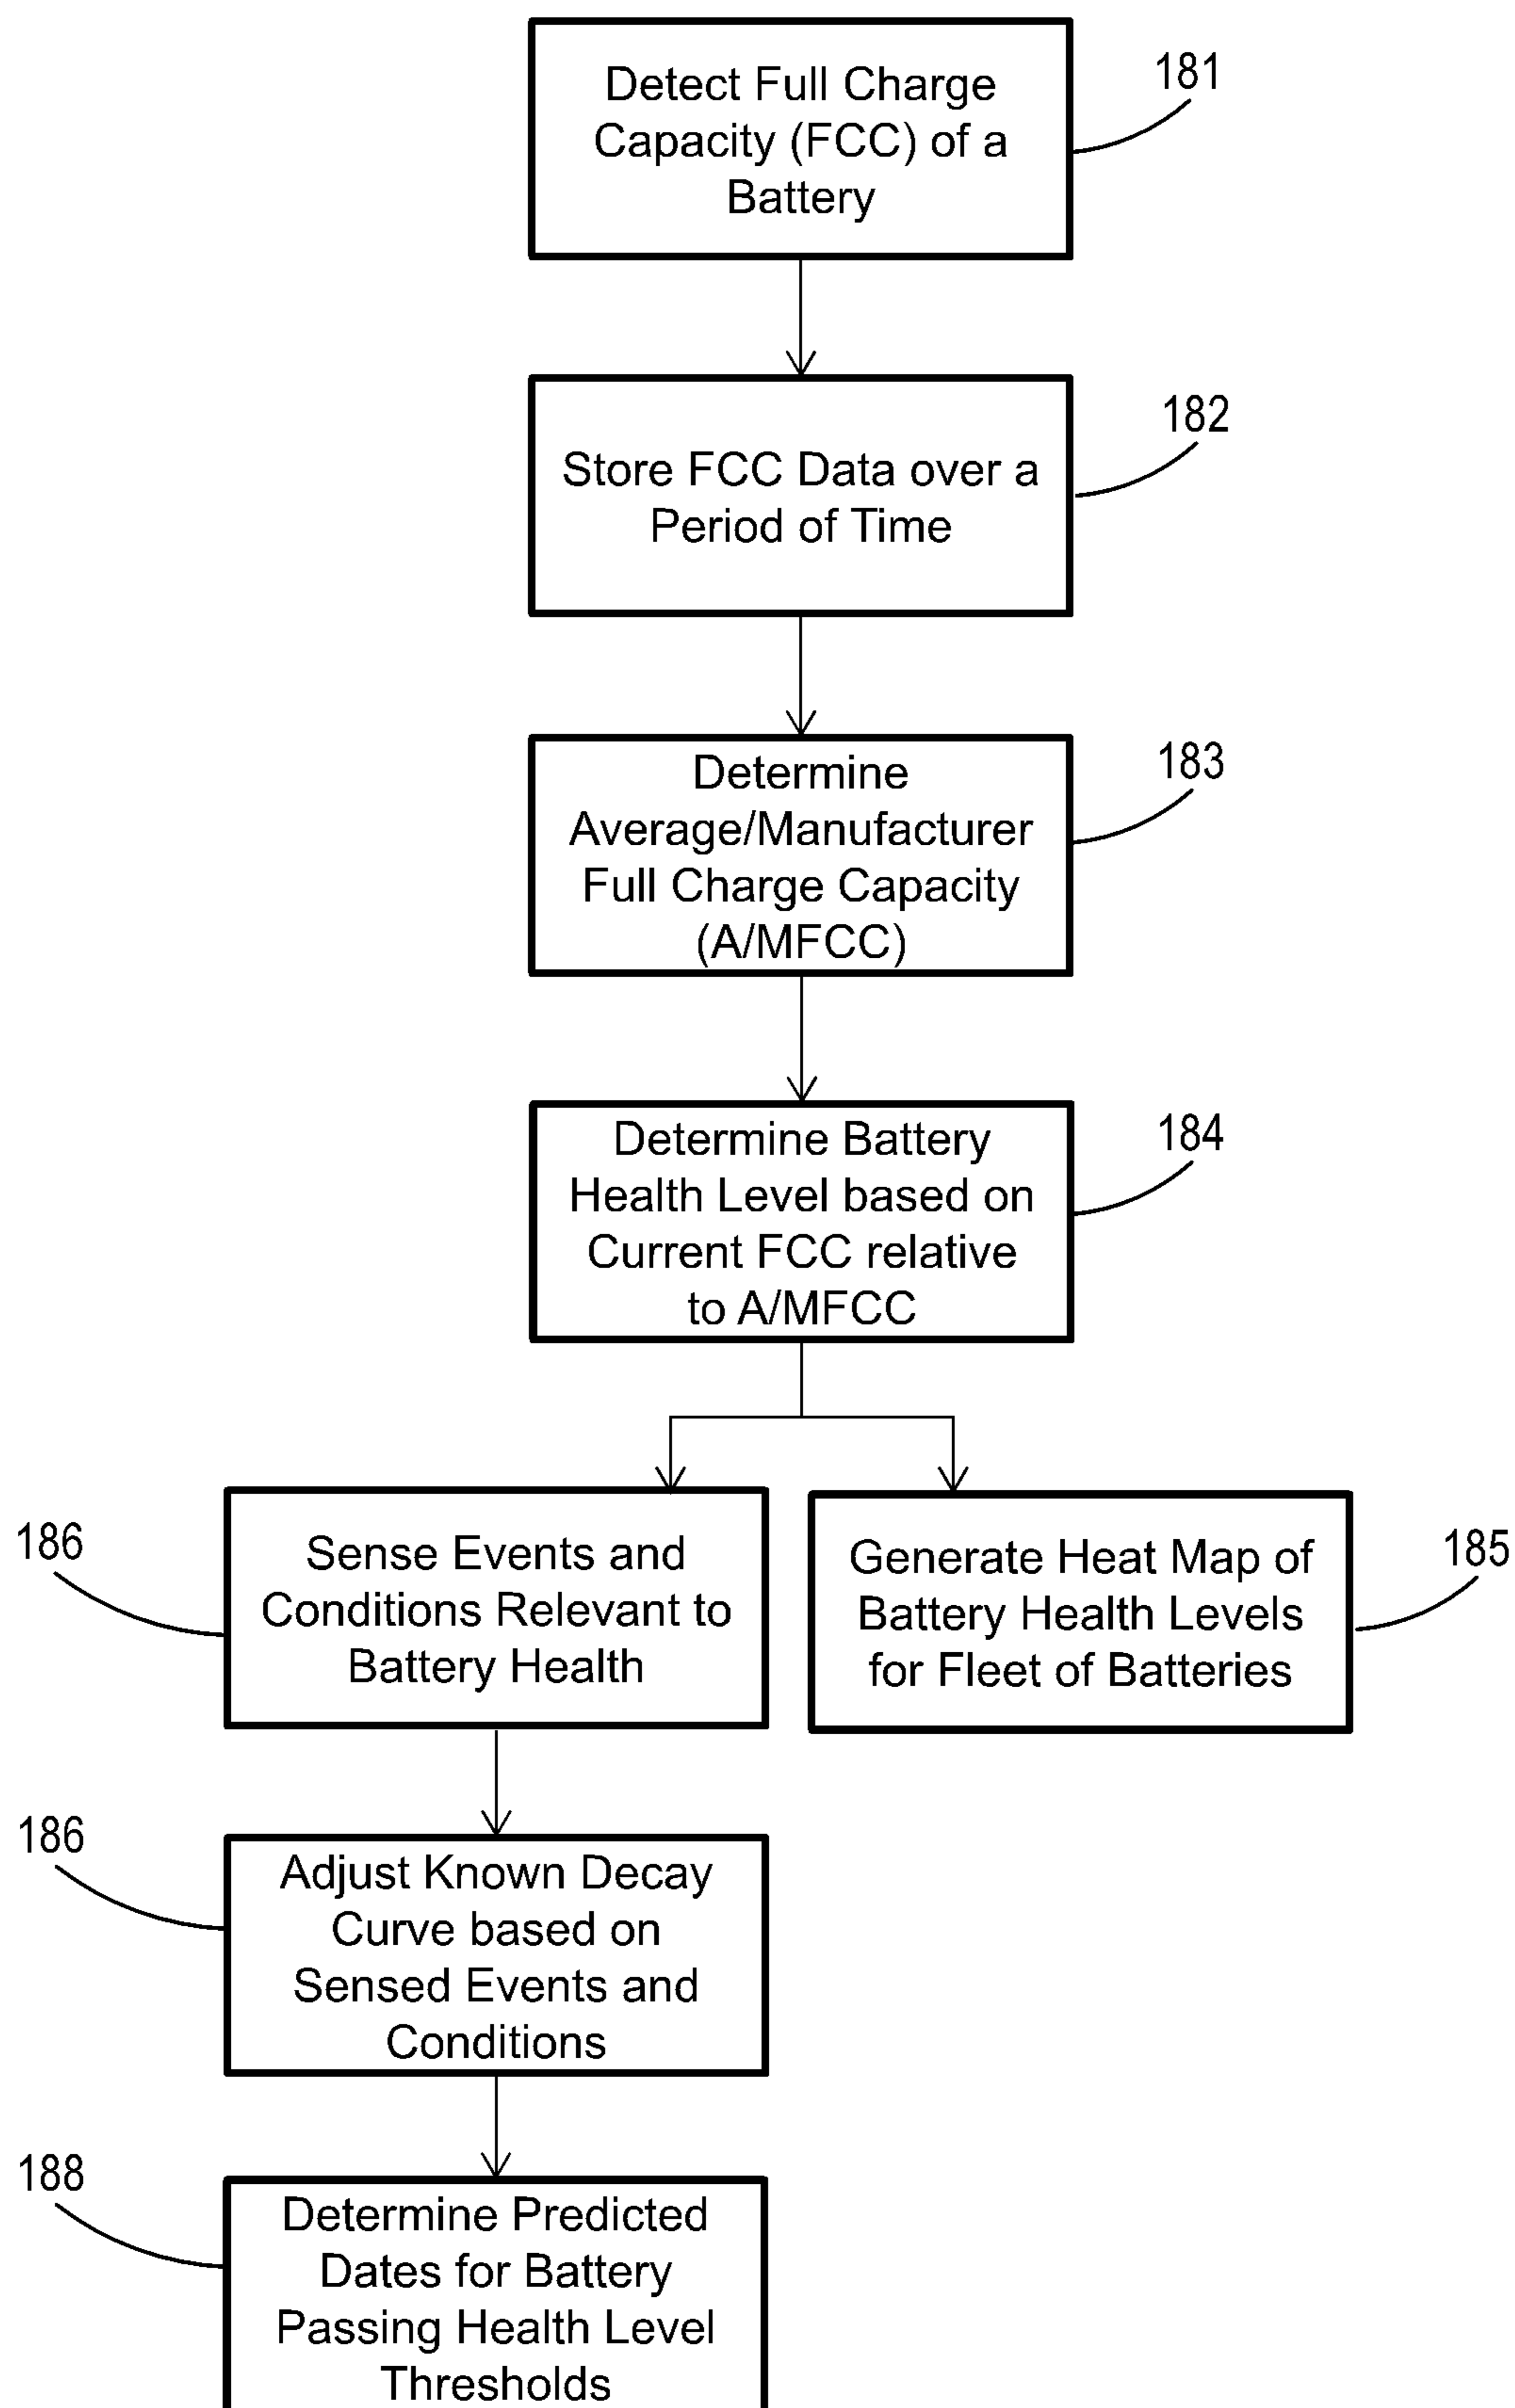 Detect Full Charge
Capacity (FCC) of a
Battery
181
Store FCC Data over a
Period of Time
182
Determine
Average/Manufacturer
Full Charge Capacity
(A/MFCC)
183
Determine Battery
Health Level based on
Current FCC relative
to A/MFCC
184
186
Sense Events and
Conditions Relevant to
Battery Health
Generate Heat Map of
Battery Health Levels
for Fleet of Batteries
185
186
Adjust Known Decay
Curve based on
Sensed Events and
Conditions
188
Determine Predicted
Dates for Battery
Passing Health Level
Thresholds